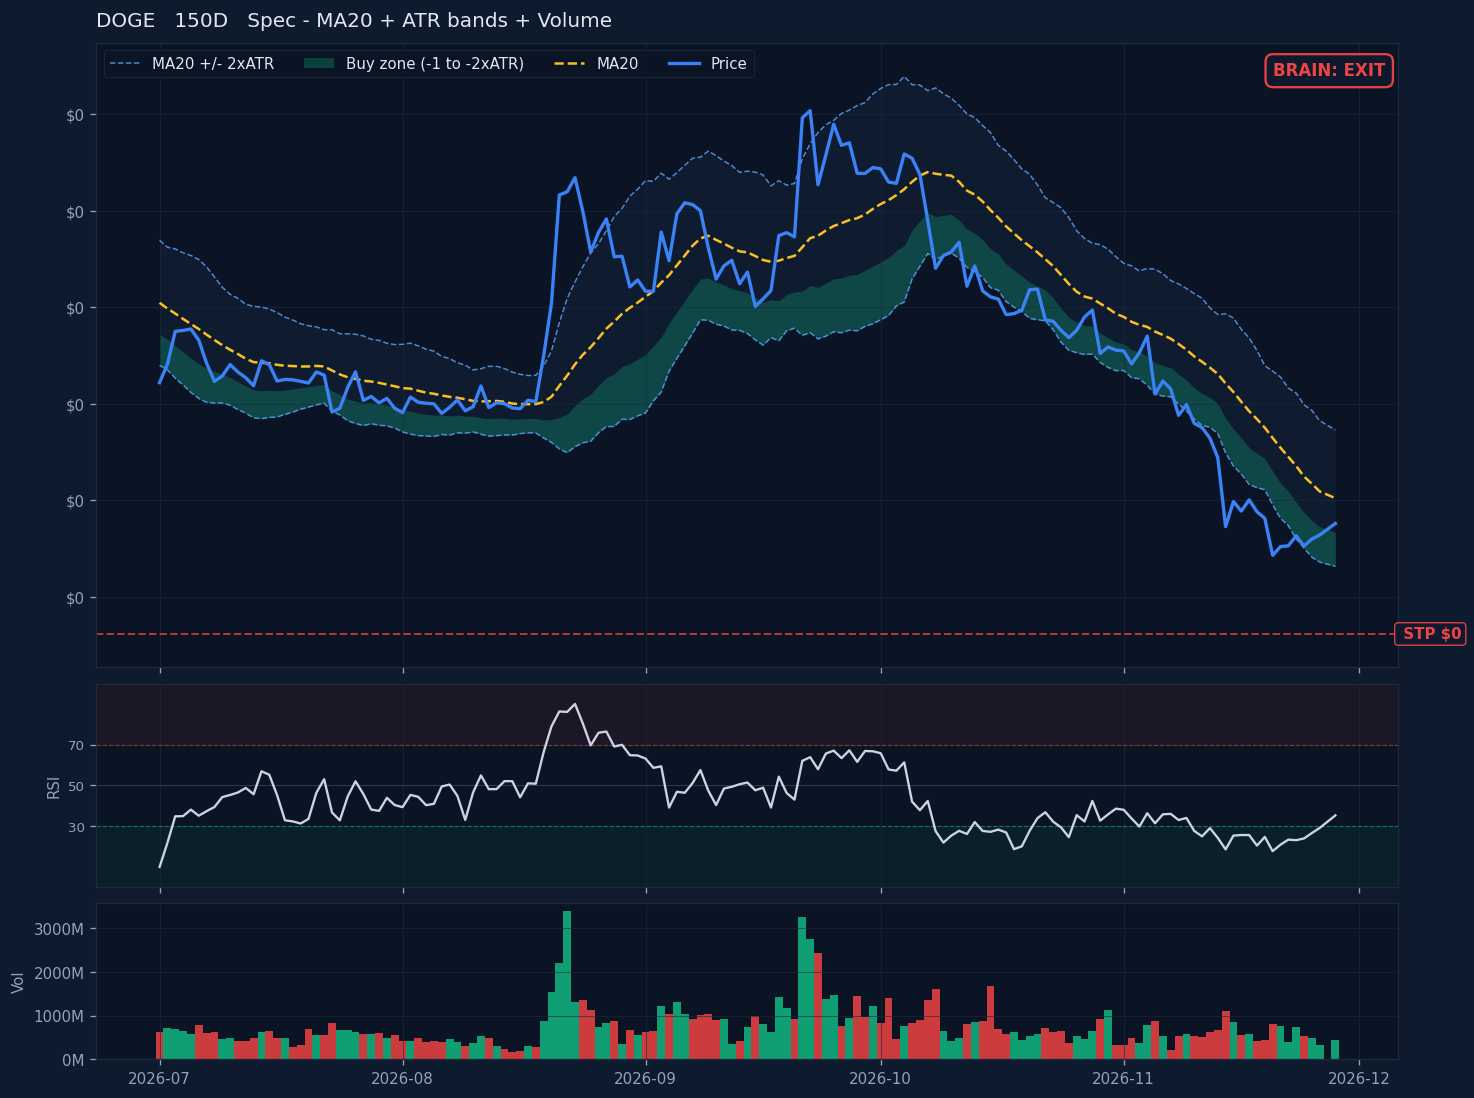 DOGE   150D   Spec - MA20 + ATR bands + Volume
MA20 +/- 2xATR
Buy zone (-1 to -2xATR)
MA20
Price
BRAIN: EXIT
$0
$0
$0
$0
$0
$0
STP $0
RSI
70
50
30
Vol
3000M
2000M
1000M
0M
2026-07
2026-08
2026-09
2026-10
2026-11
2026-12